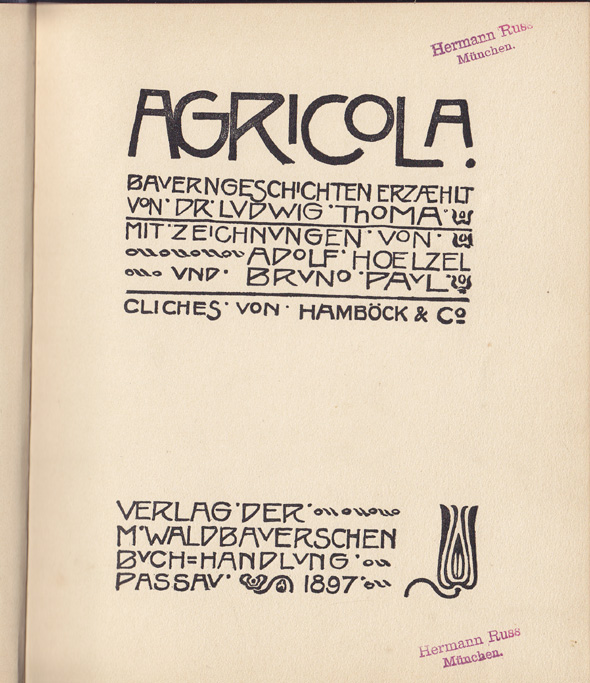 Hermann Russ
München.
AGRICOLA.
BAVERNGESCHICHTEN ERZÆHLT
VON · DR · LVDWIG · THOMA ·
MIT · ZEICHNVNGEN · VON ·
ADOLF · HOELZEL
VND · BRVNO · PAVL ·
CLICHES · VON · HAMBÖCK & Co
VERLAG · DER ·
M · WALDBAVERSCHEN
BVCH=HANDLVNG ·
PASSAV · 1897 ·
Hermann Russ
München.